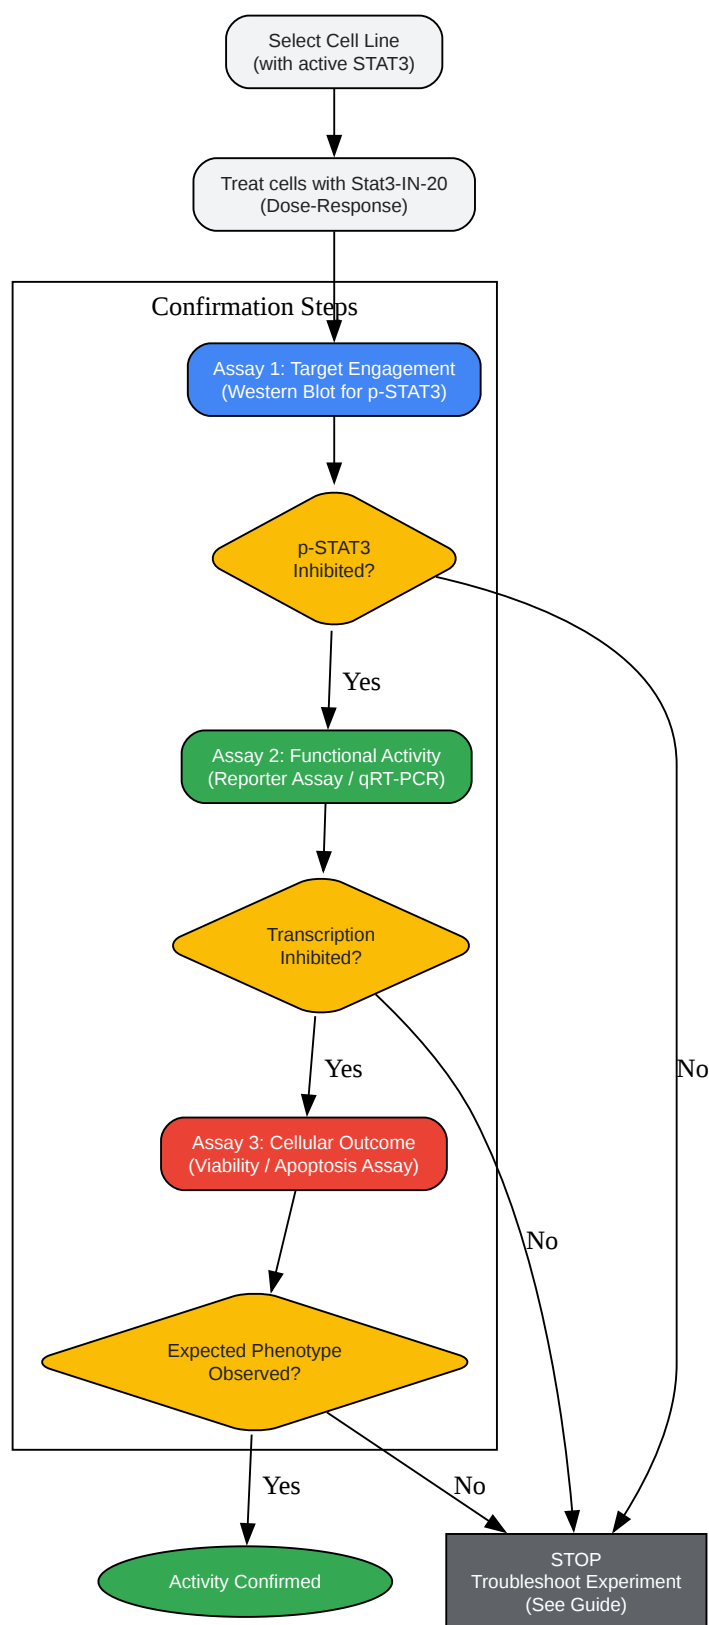 Select Cell Line
(with active STAT3)
Treat cells with Stat3-IN-20
(Dose-Response)
Confirmation Steps
Assay 1: Target Engagement
(Western Blot for p-STAT3)
p-STAT3
Inhibited?
Yes
Assay 2: Functional Activity
(Reporter Assay / qRT-PCR)
Transcription
Inhibited?
Yes
No
Assay 3: Cellular Outcome
(Viability / Apoptosis Assay)
No
Expected Phenotype
Observed?
Yes
No
Activity Confirmed
STOP
Troubleshoot Experiment
(See Guide)